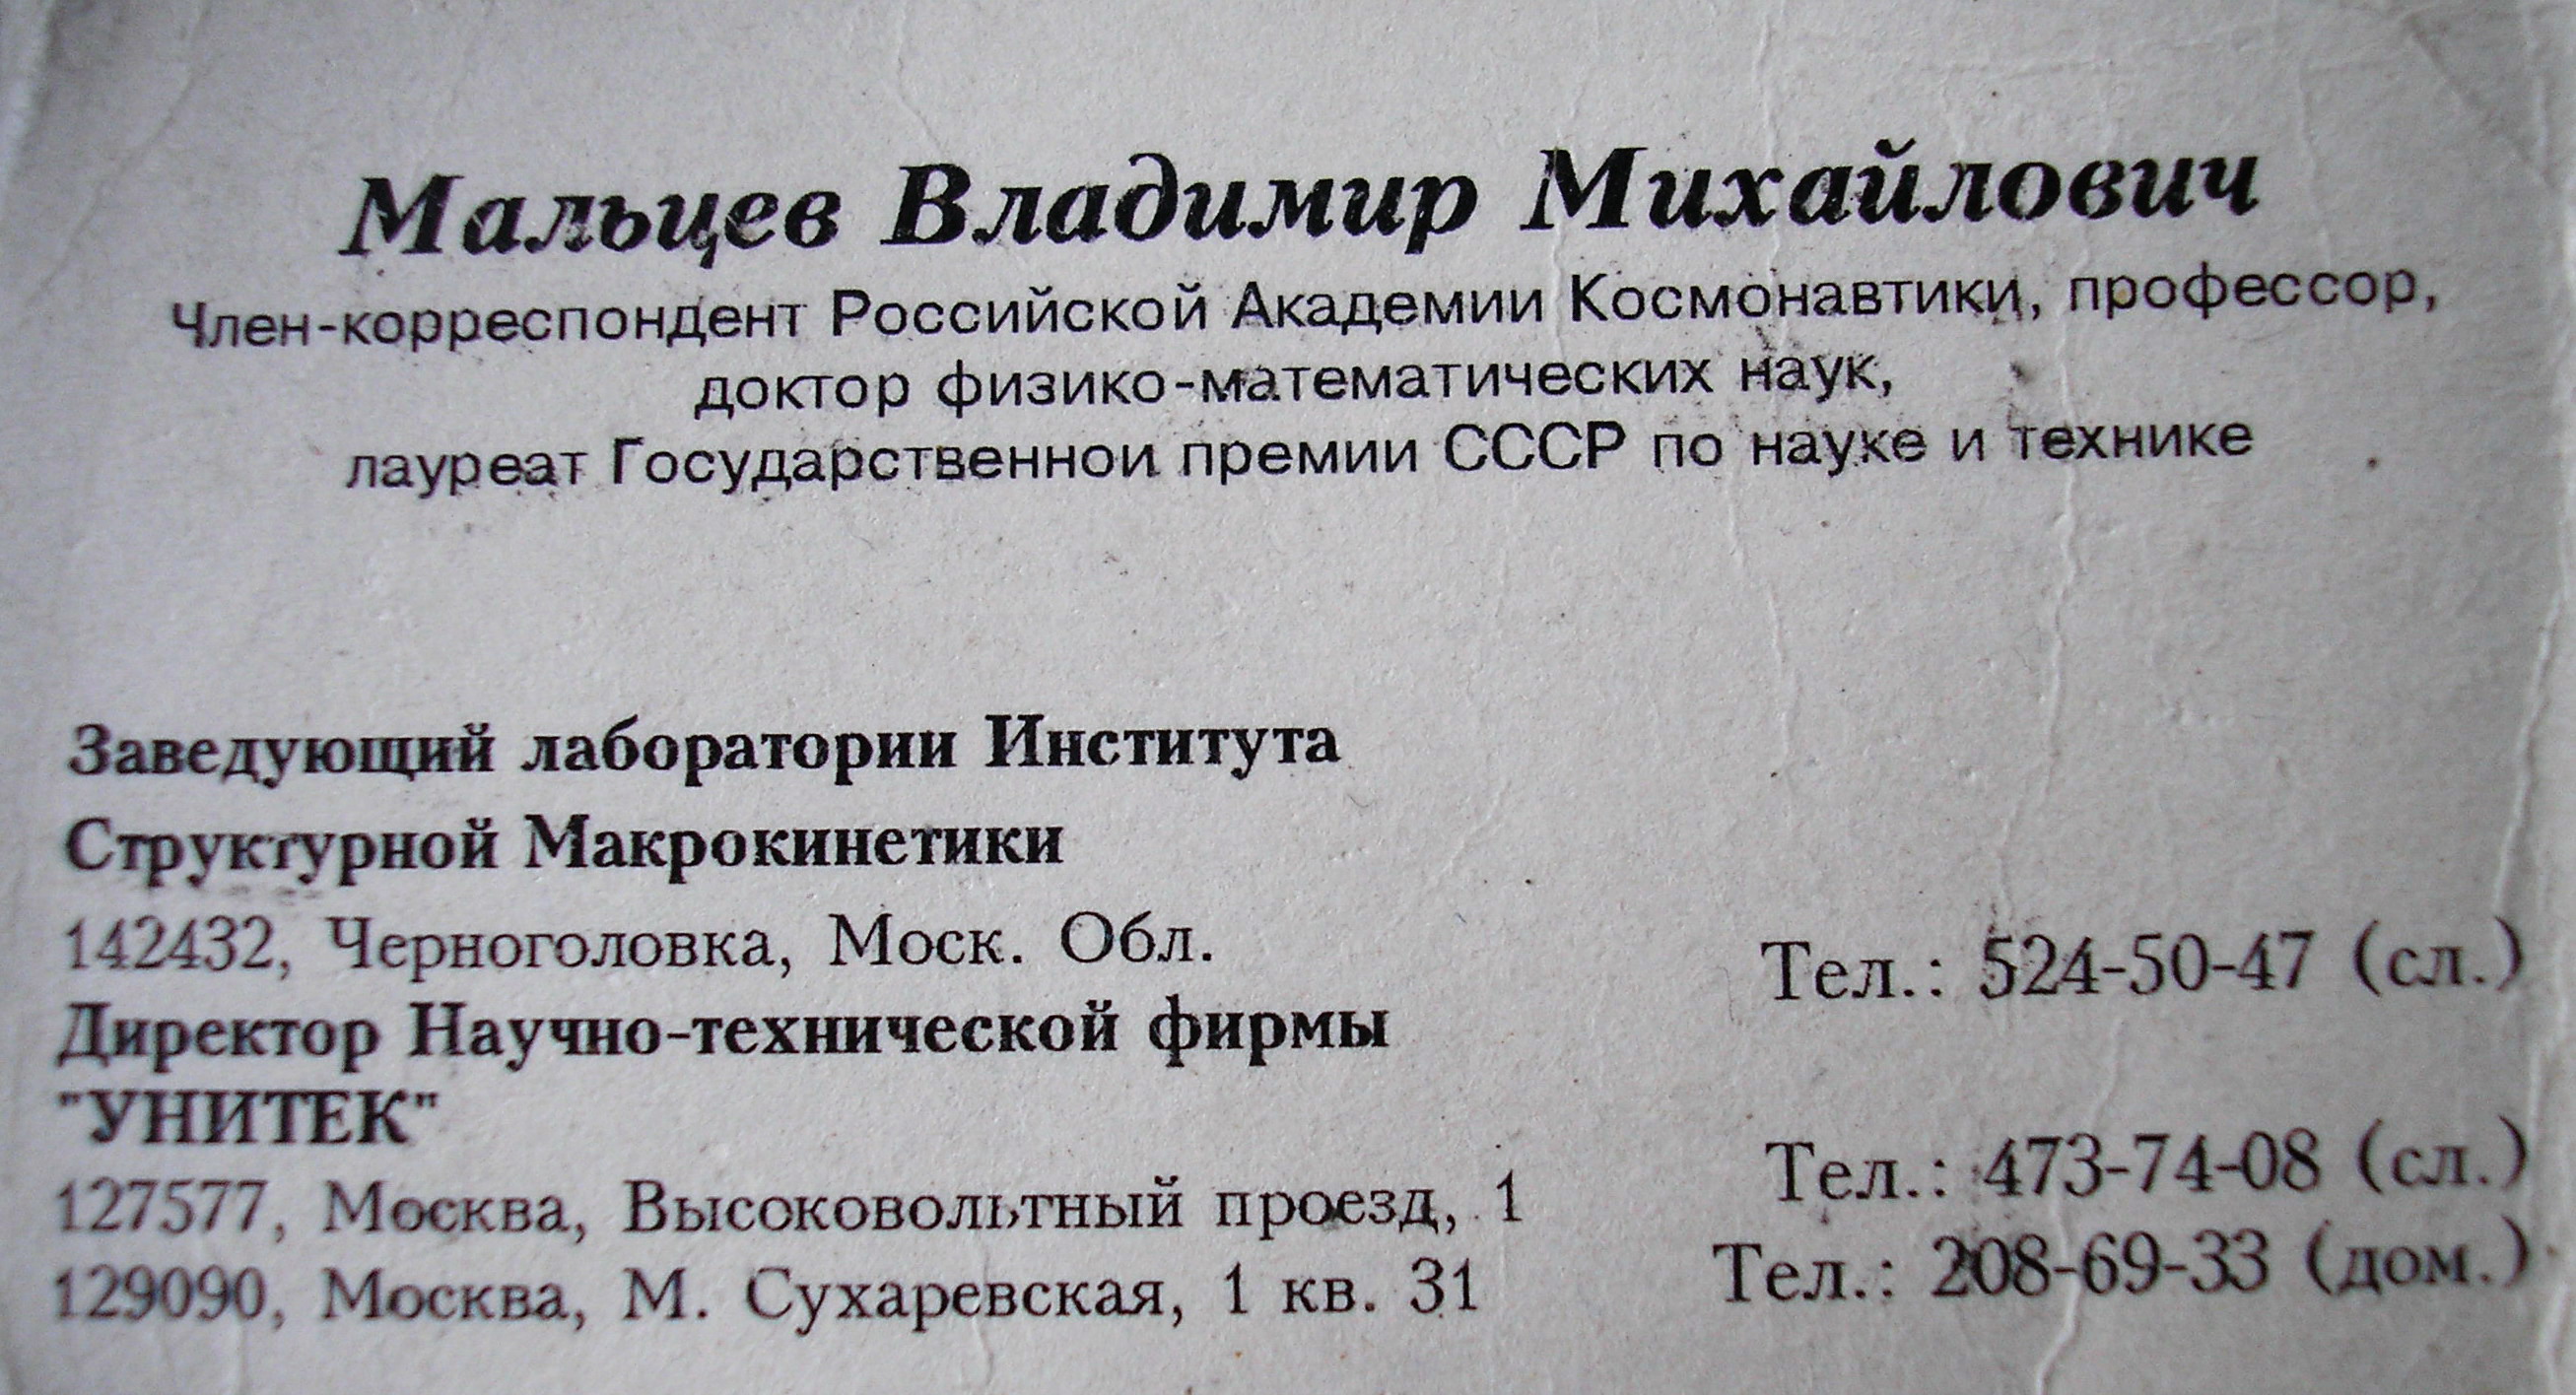 Мальцев Владимир Михайлович
Член-корреспондент Российской Академии Космонавтики, профессор,
доктор физико-математических наук,
лауреат Государственнои премии СССР по науке и технике
Заведующий лаборатории Института
Структурной Макрокинетики
142432, Черноголовка, Моск. Обл.
Тел.: 524-50-47 (сл.)
Директор Научно-технической фирмы
"УНИТЕК"
127577, Москва, Высоковольтный проезд, 1
Тел.: 473-74-08 (сл.)
129090, Москва, М. Сухаревская, 1 кв. 31
Тел.: 208-69-33 (дом.)